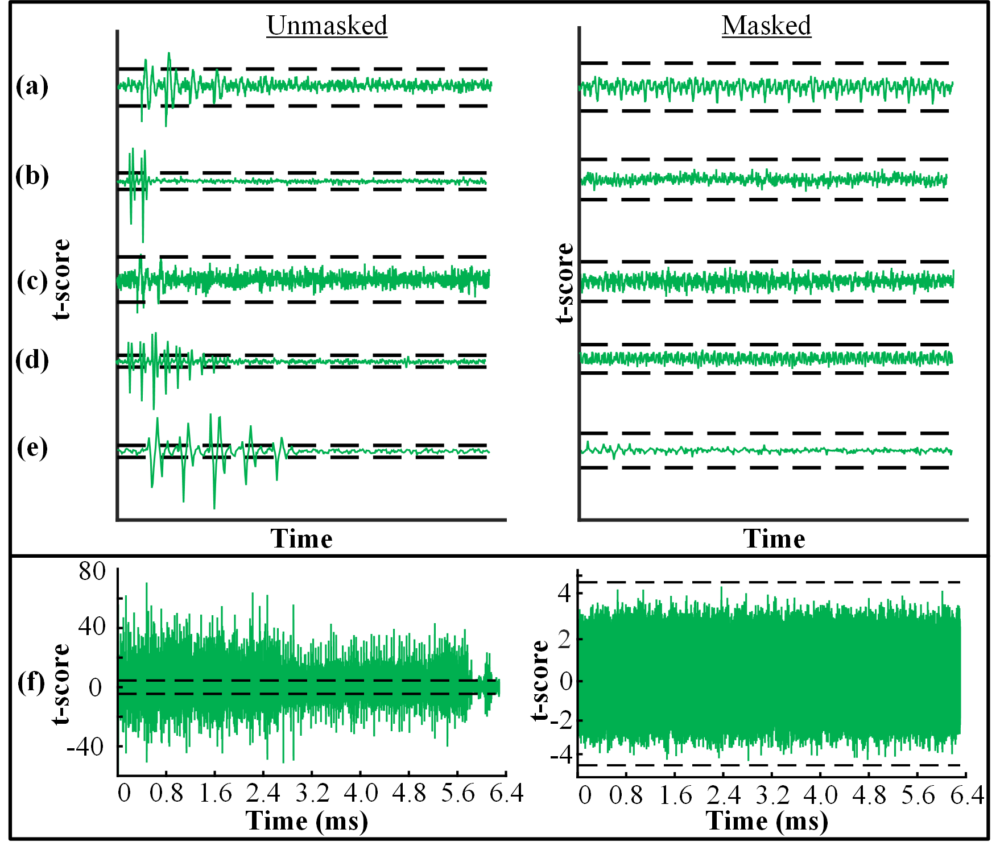 Unmasked
Masked
(a)
(b)
(c)
(d)
(e)
t-score
t-score
Time
Time
(f)
t-score
80
40
0
-40
0 0.8 1.6 2.4 3.2 4.0 4.8 5.6 6.4
Time (ms)
t-score
4
2
0
-2
-4
0 0.8 1.6 2.4 3.2 4.0 4.8 5.6 6.4
Time (ms)